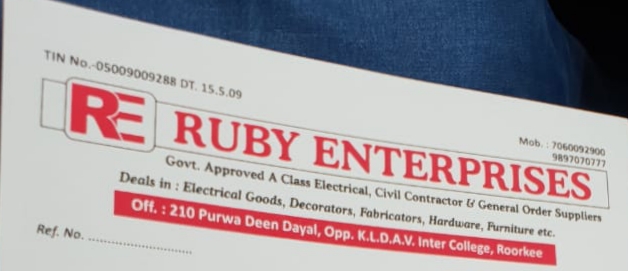 TIN No.-05009009288 DT. 15.5.09
Mob. : 7060092900
9897070777
RE RUBY ENTERPRISES
Govt. Approved A Class Electrical, Civil Contractor & General Order Suppliers
Deals in : Electrical Goods, Decorators, Fabricators, Hardware, Furniture etc.
Off. : 210 Purwa Deen Dayal, Opp. K.L.D.A.V. Inter College, Roorkee
Ref. No. ..............................